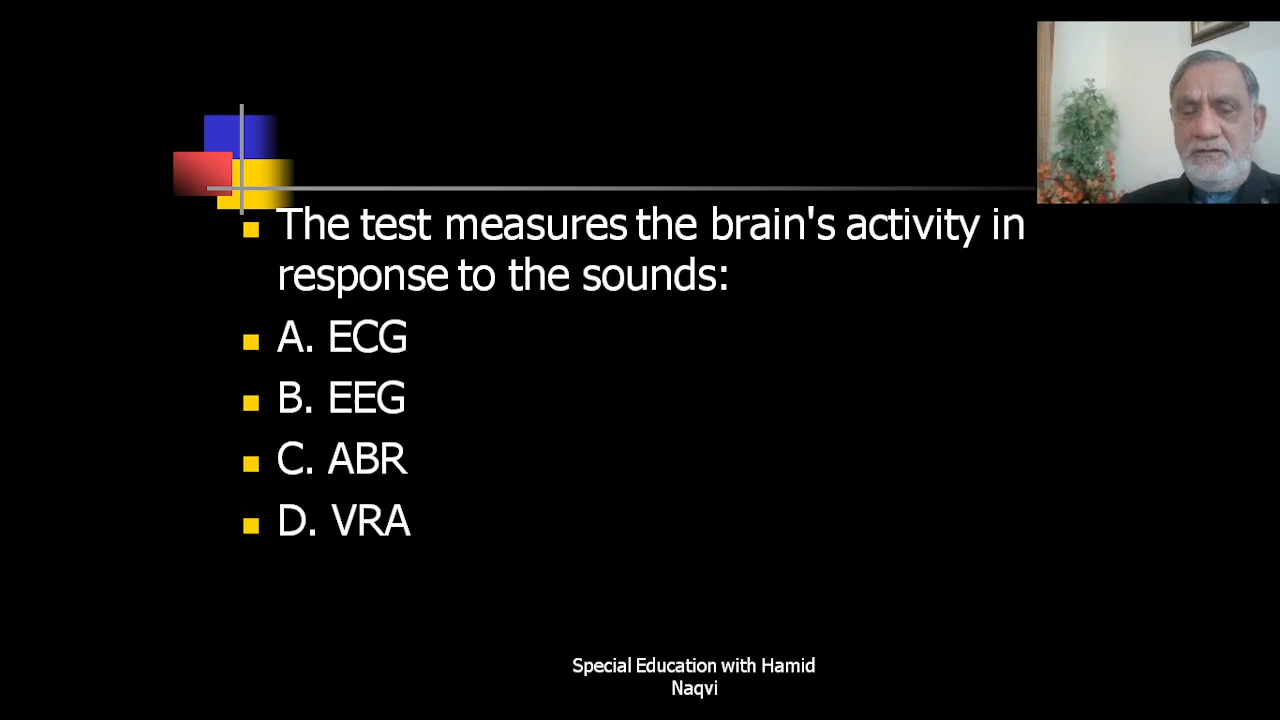 The test measures the brain's activity in
response to the sounds:
A. ECG
B. EEG
C. ABR
D. VRA
Special Education with Hamid
Naqvi